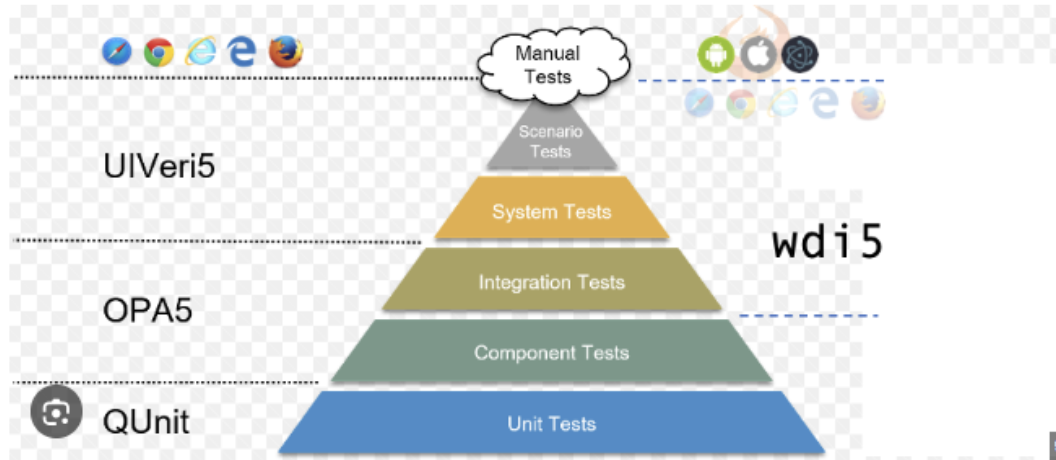 Manual
Tests
Scenario
Tests
UIVeri5
System Tests
wdi5
Integration Tests
OPA5
Component Tests
QUnit
Unit Tests